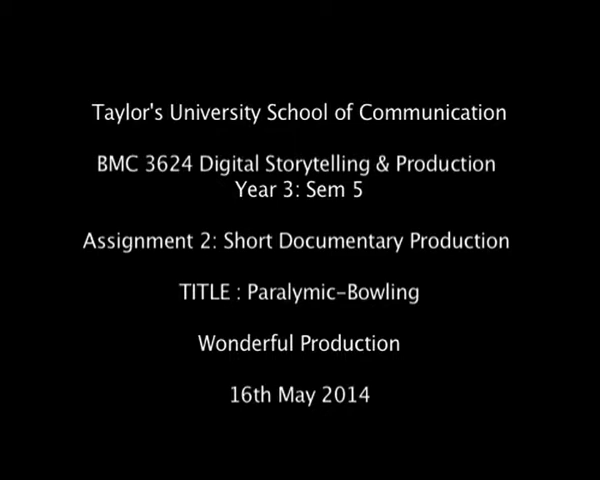 Taylor's University School of Communication
BMC 3624 Digital Storytelling & Production
Year 3: Sem 5
Assignment 2: Short Documentary Production
TITLE : Paralymic-Bowling
Wonderful Production
16th May 2014